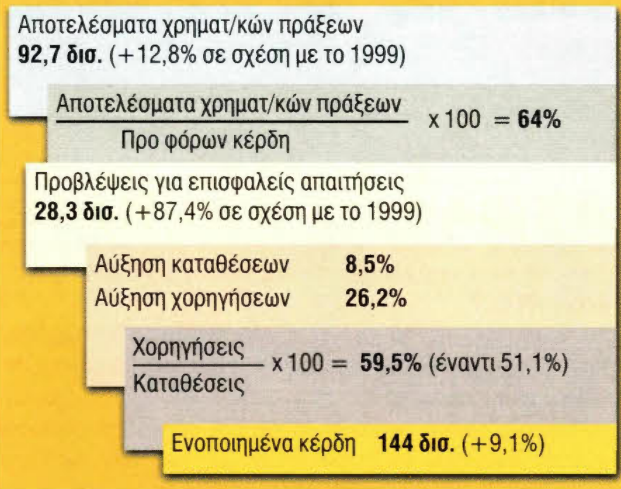 Αποτελέσματα χρηματ/κών πράξεων
92,7 δισ. (+12,8% σε σχέση με το 1999)
Αποτελέσματα χρηματ/κών πράξεων
x 100 = 64%
Προ φόρων κέρδη
Προβλέψεις για επισφαλείς απαιτήσεις
28,3 δισ. (+87,4% σε σχέση με το 1999)
Αύξηση καταθέσεων 8,5%
Αύξηση χορηγήσεων 26,2%
Χορηγήσεις
x 100 = 59,5% (έναντι 51,1%)
Καταθέσεις
Ενοποιημένα κέρδη 144 δισ. (+9,1%)